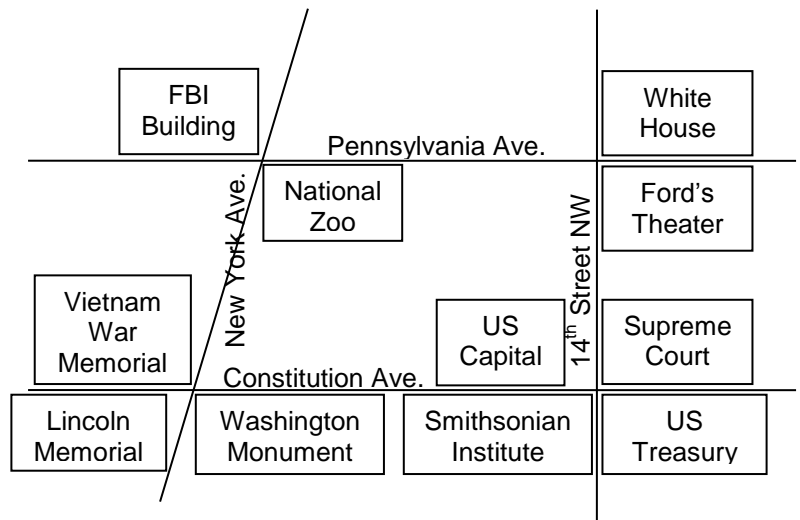 FBI
Building
White
House
Pennsylvania Ave.
National
Zoo
Ford's
Theater
New York Ave.
14th Street NW
Vietnam
War
Memorial
US
Capital
Supreme
Court
Constitution Ave.
Lincoln
Memorial
Washington
Monument
Smithsonian
Institute
US
Treasury